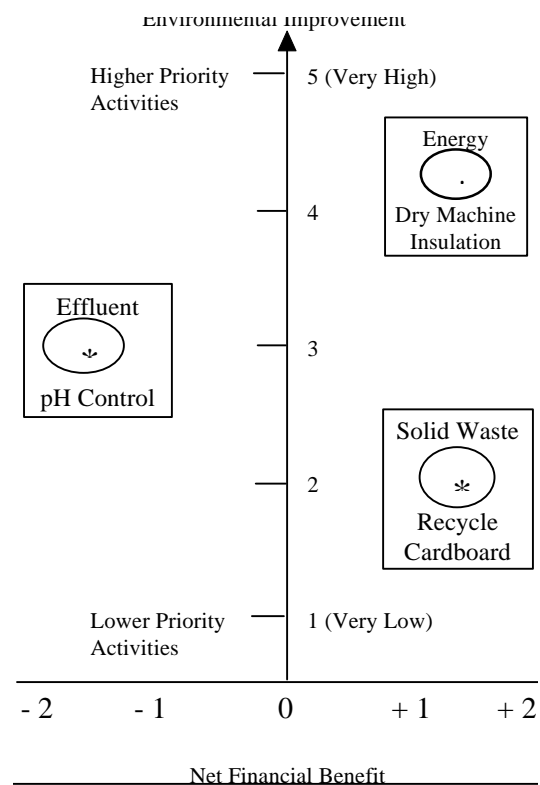 Environmental Improvement
Higher Priority
Activities
5 (Very High)
Energy
.
Dry Machine
Insulation
4
Effluent
*
pH Control
3
Solid Waste
*
Recycle
Cardboard
2
Lower Priority
Activities
1 (Very Low)
- 2 - 1 0 + 1 + 2
Net Financial Benefit